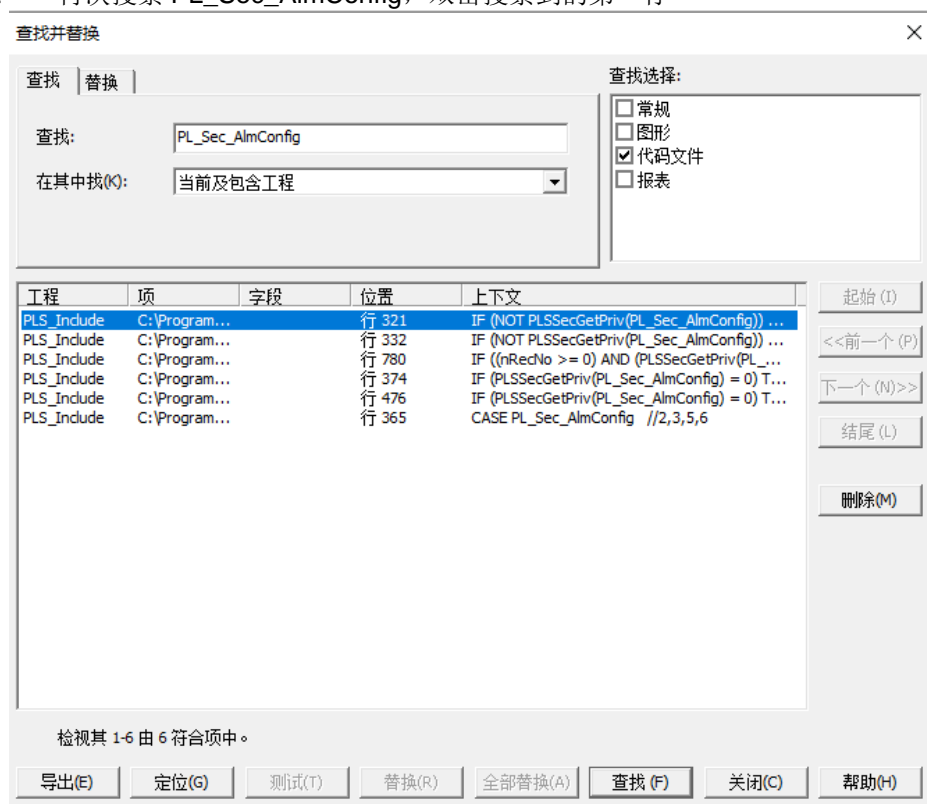 PL_Sec_AlmConfig
查找并替换
查找 替换
查找:
PL_Sec_AlmConfig
在其中找(K):
当前及包含工程
查找选择:
常规
图形
代码文件
报表
工程 项 字段 位置 上下文
PLS_Include C:\Program... 行 321 IF (NOT PLSSecGetPriv(PL_Sec_AlmConfig)) ...
PLS_Include C:\Program... 行 332 IF (NOT PLSSecGetPriv(PL_Sec_AlmConfig)) ...
PLS_Include C:\Program... 行 780 IF ((nRecNo >= 0) AND (PLSSecGetPriv(PL_...
PLS_Include C:\Program... 行 374 IF (PLSSecGetPriv(PL_Sec_AlmConfig) = 0) T...
PLS_Include C:\Program... 行 476 IF (PLSSecGetPriv(PL_Sec_AlmConfig) = 0) T...
PLS_Include C:\Program... 行 365 CASE PL_Sec_AlmConfig //2,3,5,6
起始(I)
<<前一个(P)
下一个(N)>>
结尾(L)
删除(M)
检视其 1-6 由 6 符合项中。
导出(E) 定位(G) 测试(T) 替换(R) 全部替换(A) 查找(F) 关闭(C) 帮助(H)